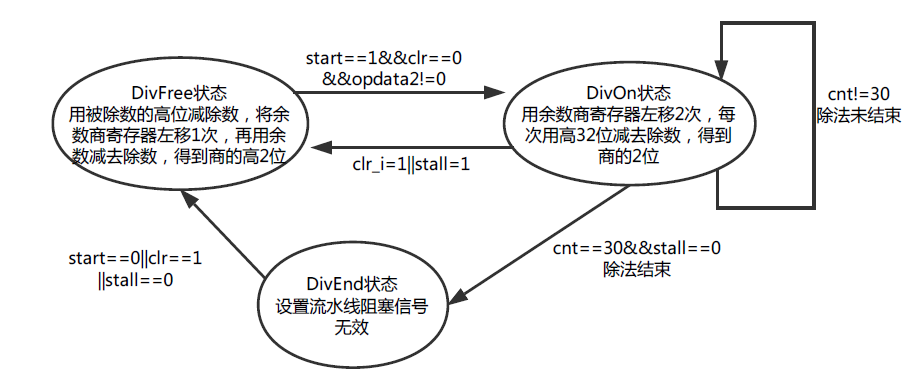 start==1&&clr==0
&&opdata2!=0
DivFree状态
用被除数的高位减除数，将余
数商寄存器左移1次，再用余
数减去除数，得到商的高2位
DivOn状态
用余数商寄存器左移2次，每
次用高32位减去除数，得到
商的2位
cnt!=30
除法未结束
clr_i=1||stall=1
start==0||clr==1
||stall==0
cnt==30&&stall==0
除法结束
DivEnd状态
设置流水线阻塞信号
无效